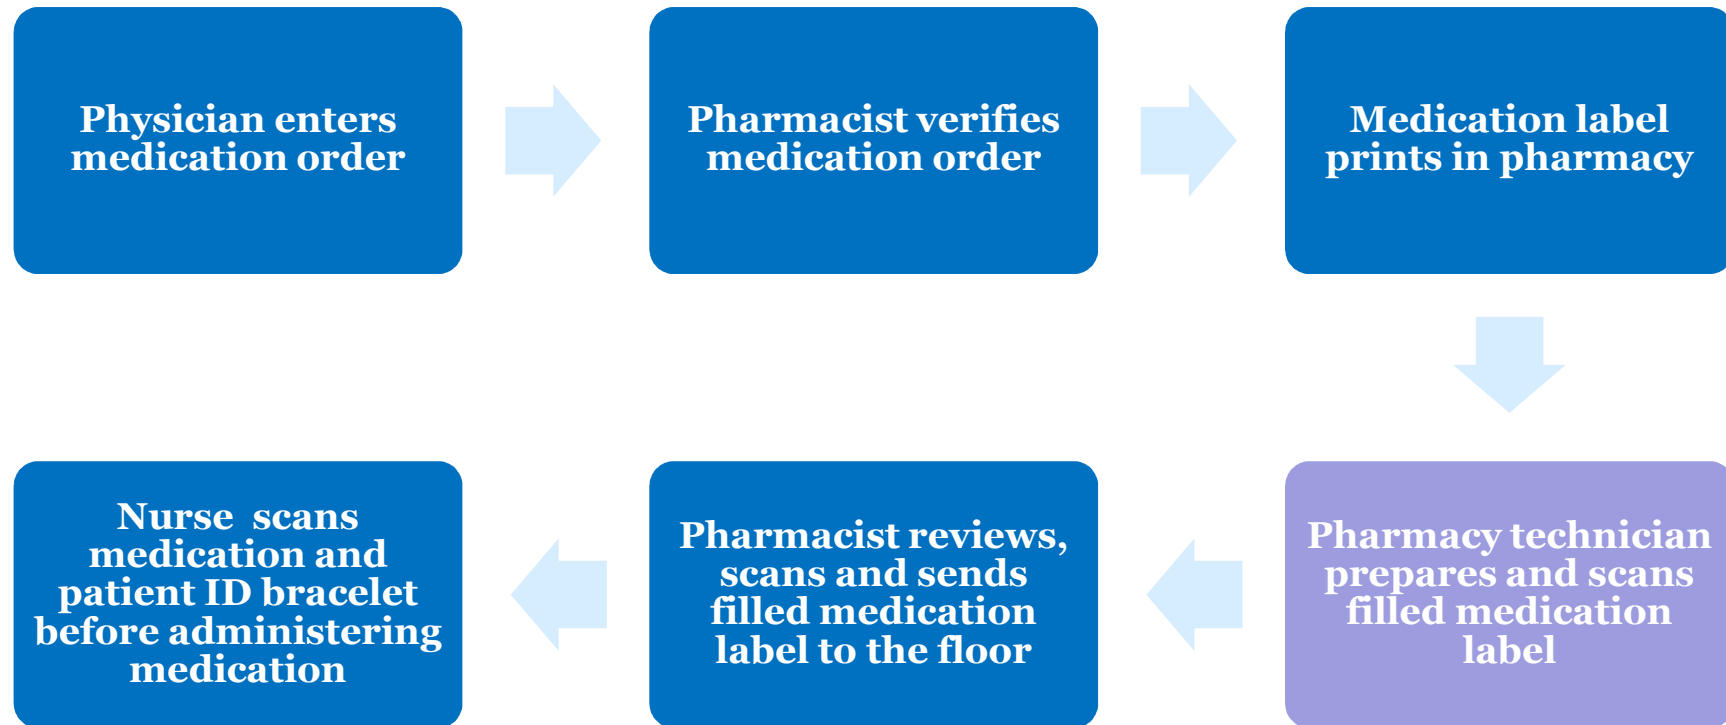 Physician enters
medication order
Pharmacist verifies
medication order
Medication label
prints in pharmacy
Pharmacy technician
prepares and scans
filled medication
label
Pharmacist reviews,
scans and sends
filled medication
label to the floor
Nurse scans
medication and
patient ID bracelet
before administering
medication